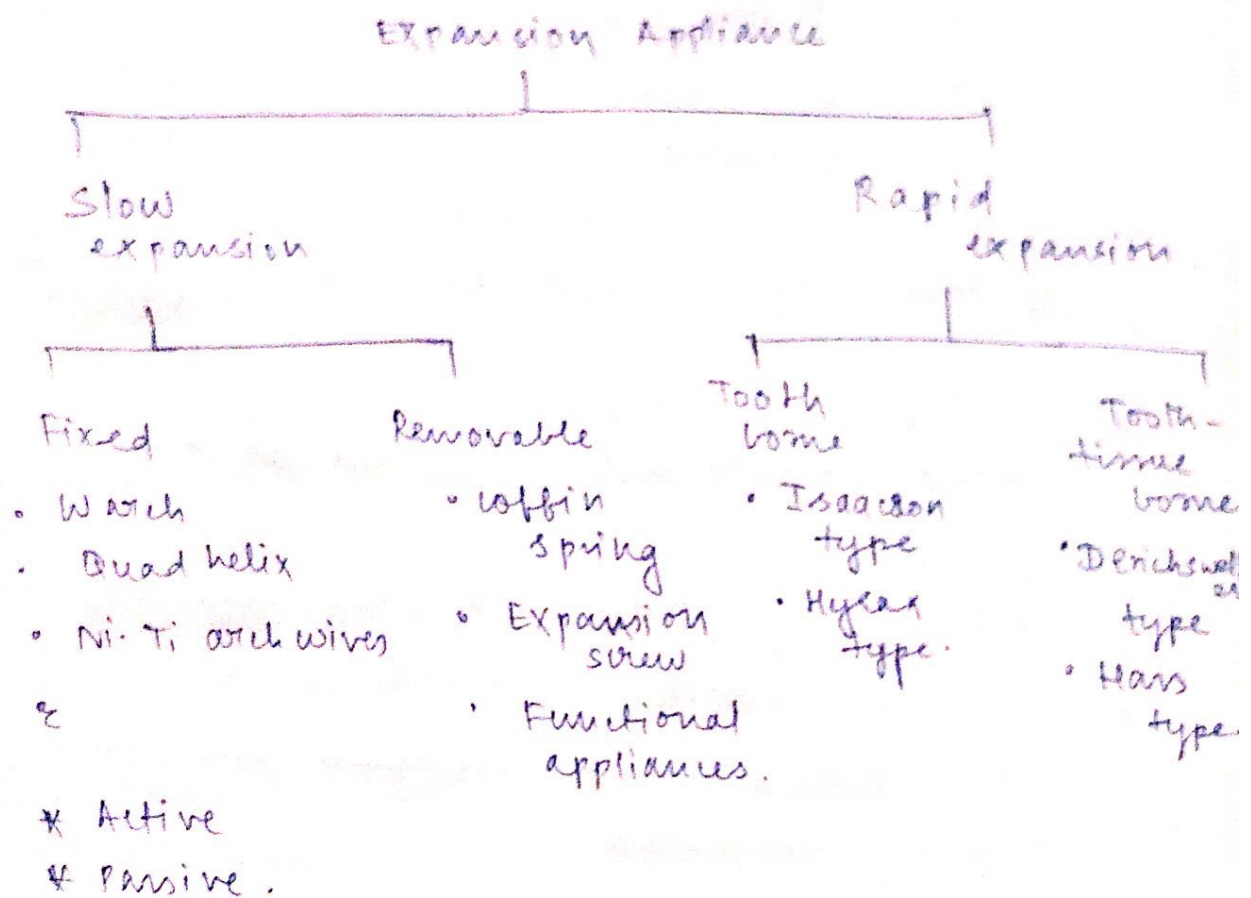 Expansion Appliance
Slow
expansion
Rapid
expansion
Fixed
• W arch
• Quad helix
• Ni-Ti arch wires
Removable
• coffin
spring
• Expansion
screw
• Functional
appliances.
Tooth
borne
• Isaacson
type
• Hyrax
type.
Tooth-
tissue
borne
• Derichsweiler
type
• Hass
type.
* Active
* Passive.